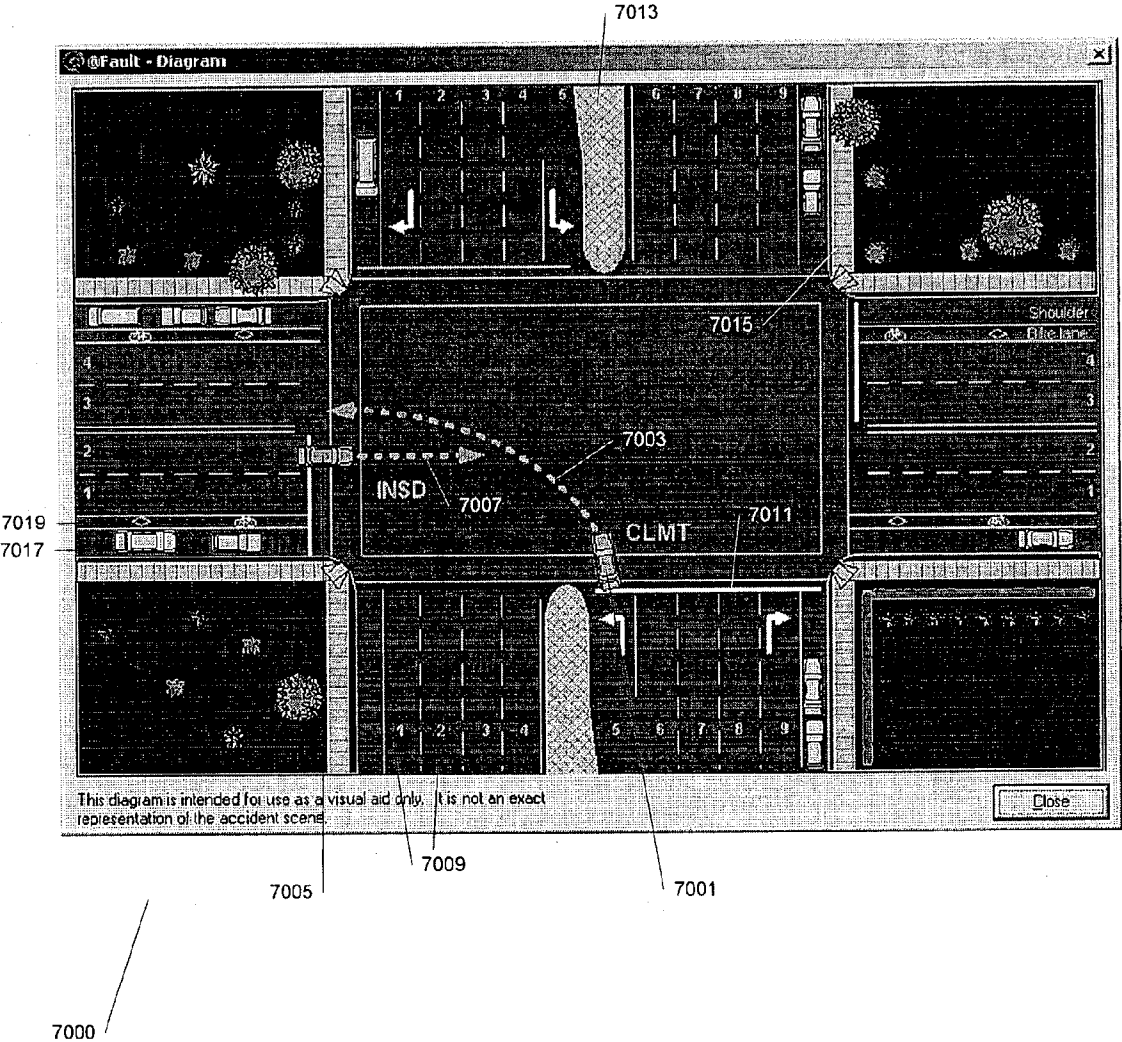 7013
@Fault - Diagram
1 2 3 4 5 6 7 8 9
7015
Shoulder
Bike lane
4
4
3
3
7003
2
2
INSD
7007
1
1
7019
CLMT
7011
7017
1 2 3 4 5 6 7 8 9
This diagram is intended for use as a visual aid only. It is not an exact
representation of the accident scene.
Close
7009
7005
7001
7000